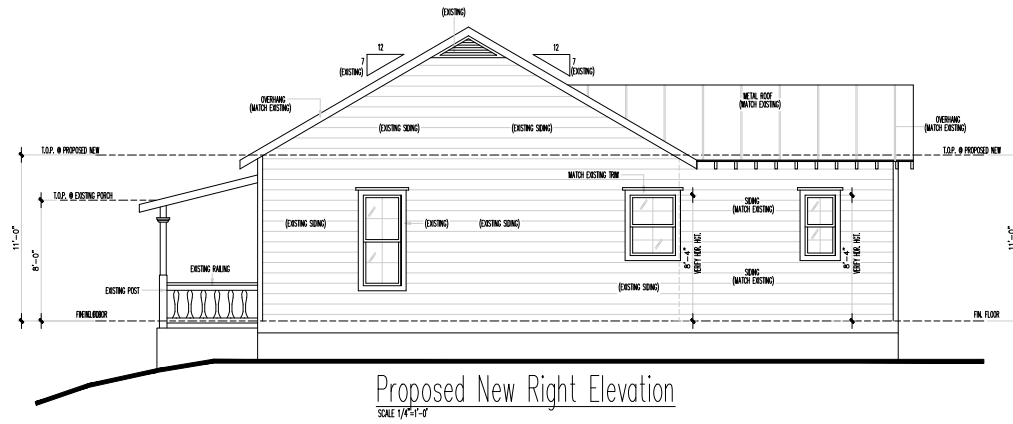 (EXISTING)
12
7
(EXISTING)
12
7
(EXISTING)
OVERHANG
(MATCH EXISTING)
METAL ROOF
(MATCH EXISTING)
(EXISTING SIDING)
(EXISTING SIDING)
OVERHANG
(MATCH EXISTING)
T.O.P. @ PROPOSED NEW
T.O.P. @ PROPOSED NEW
MATCH EXISTING TRIM
T.O.P. @ EXISTING PORCH
SIDING
(MATCH EXISTING)
(EXISTING SIDING)
(EXISTING)
(EXISTING SIDING)
11'-0"
8'-0"
8'-4"
VERIFY HDR. HGT.
8'-4"
VERIFY HDR. HGT.
11'-0"
EXISTING RAILING
SIDING
(MATCH EXISTING)
EXISTING POST
(EXISTING SIDING)
FIN. FLOOR
Proposed New Right Elevation
SCALE 1/4"=1'-0"